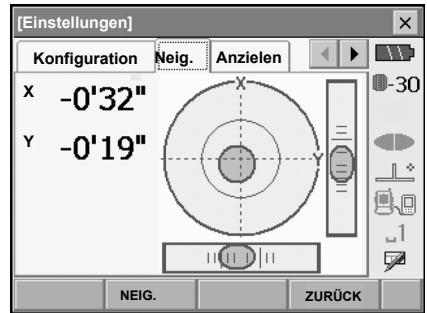 [Einstellungen]
Konfiguration Neig. Anzielen
X -0'32"
Y -0'19"
X
Y
-30
1
NEIG. ZURÜCK